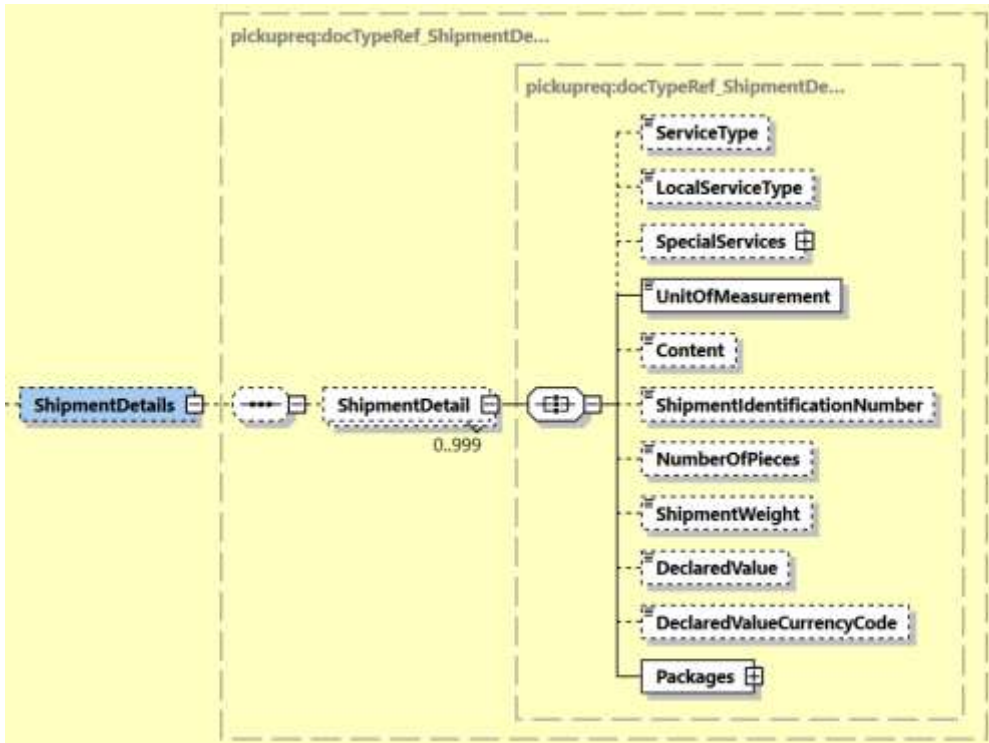 pickupreq:docTypeRef_ShipmentDe...
pickupreq:docTypeRef_ShipmentDe...
ServiceType
LocalServiceType
SpecialServices
UnitOfMeasurement
Content
ShipmentDetails
ShipmentDetail
0..999
ShipmentIdentificationNumber
NumberOfPieces
ShipmentWeight
DeclaredValue
DeclaredValueCurrencyCode
Packages